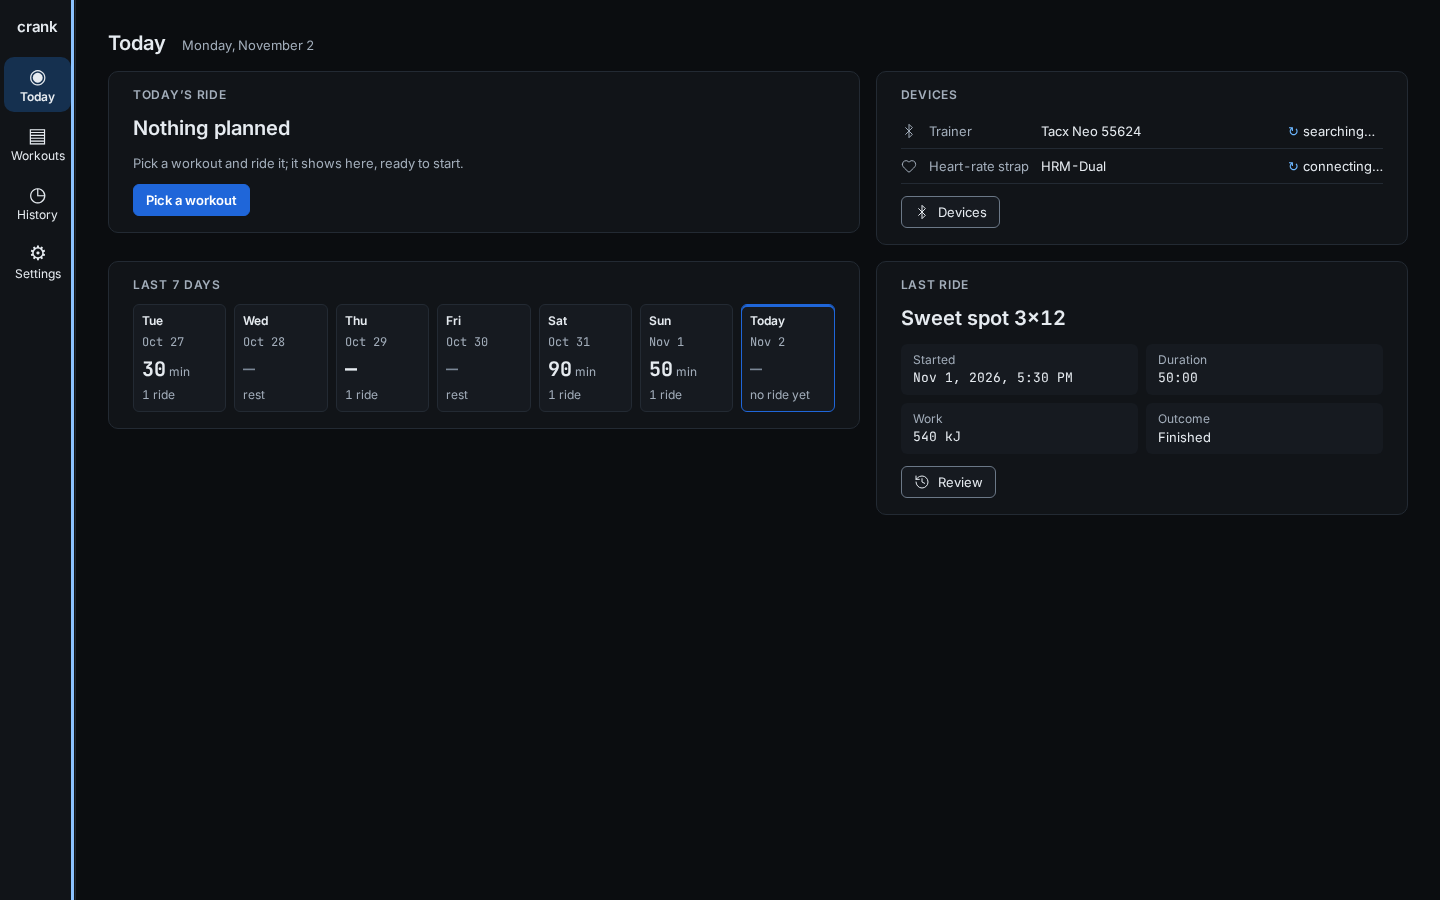 crank
Today
Workouts
History
Settings
Today Monday, November 2
TODAY'S RIDE
Nothing planned
Pick a workout and ride it; it shows here, ready to start.
Pick a workout
DEVICES
Trainer Tacx Neo 55624 searching…
Heart-rate strap HRM-Dual connecting…
Devices
LAST 7 DAYS
Tue Wed Thu Fri Sat Sun Today
Oct 27 Oct 28 Oct 29 Oct 30 Oct 31 Nov 1 Nov 2
30 min — — — 90 min 50 min —
1 ride rest 1 ride rest 1 ride 1 ride no ride yet
LAST RIDE
Sweet spot 3×12
Started Duration
Nov 1, 2026, 5:30 PM 50:00
Work Outcome
540 kJ Finished
Review